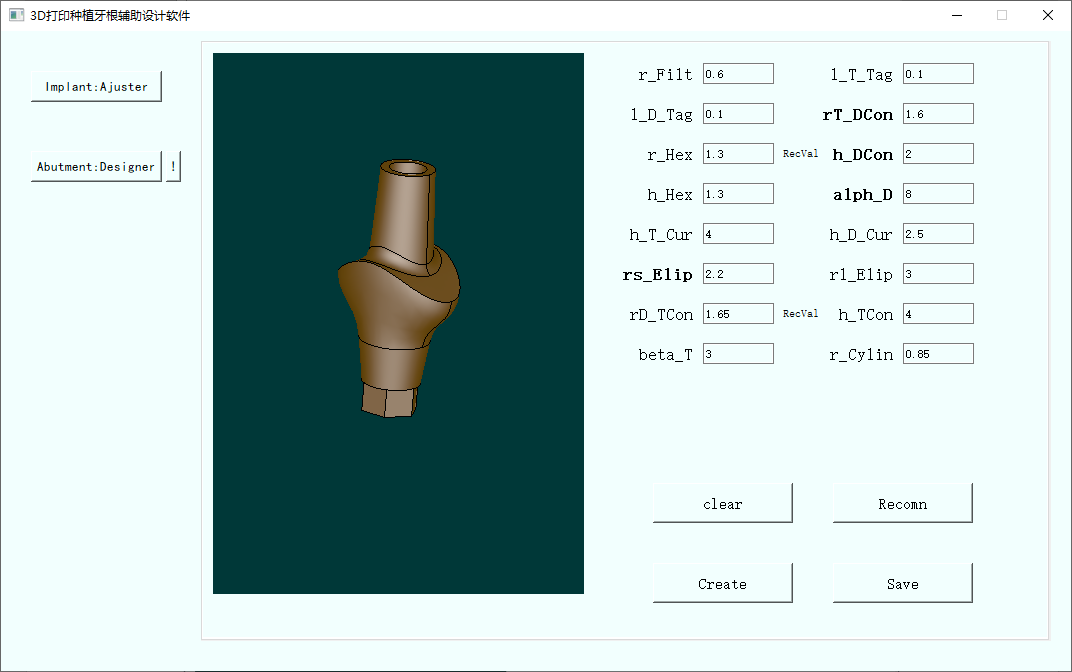 3D打印种植牙根辅助设计软件
Implant:Ajuster
Abutment:Designer !
r_Filt 0.6 l_T_Tag 0.1
l_D_Tag 0.1 rT_DCon 1.6
r_Hex 1.3 RecVal h_DCon 2
h_Hex 1.3 alph_D 8
h_T_Cur 4 h_D_Cur 2.5
rs_Elip 2.2 rl_Elip 3
rD_TCon 1.65 RecVal h_TCon 4
beta_T 3 r_Cylin 0.85
clear Recomn
Create Save